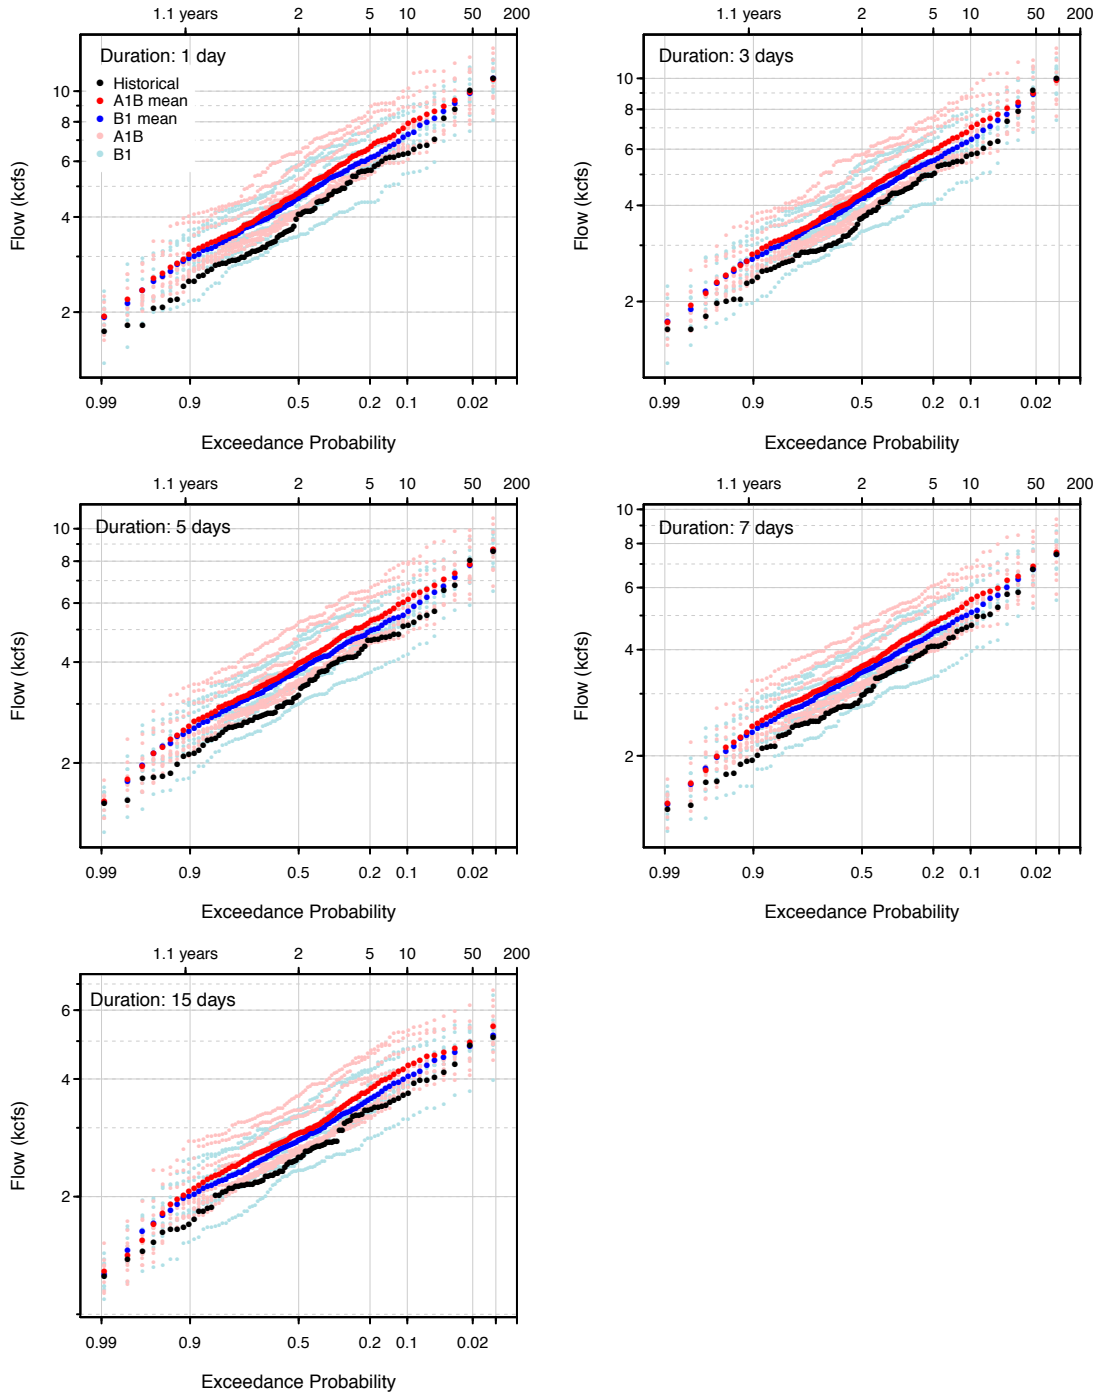 1.1 years 2 5 10 50 200
Duration: 1 day
Historical
A1B mean
B1 mean
A1B
B1
10
8
6
4
2
Flow (kcfs)
0.99 0.9 0.5 0.2 0.1 0.02
Exceedance Probability
1.1 years 2 5 10 50 200
Duration: 3 days
10
8
6
4
2
Flow (kcfs)
0.99 0.9 0.5 0.2 0.1 0.02
Exceedance Probability
1.1 years 2 5 10 50 200
Duration: 5 days
10
8
6
4
2
Flow (kcfs)
0.99 0.9 0.5 0.2 0.1 0.02
Exceedance Probability
1.1 years 2 5 10 50 200
Duration: 7 days
10
8
6
4
2
Flow (kcfs)
0.99 0.9 0.5 0.2 0.1 0.02
Exceedance Probability
1.1 years 2 5 10 50 200
Duration: 15 days
6
4
2
Flow (kcfs)
0.99 0.9 0.5 0.2 0.1 0.02
Exceedance Probability